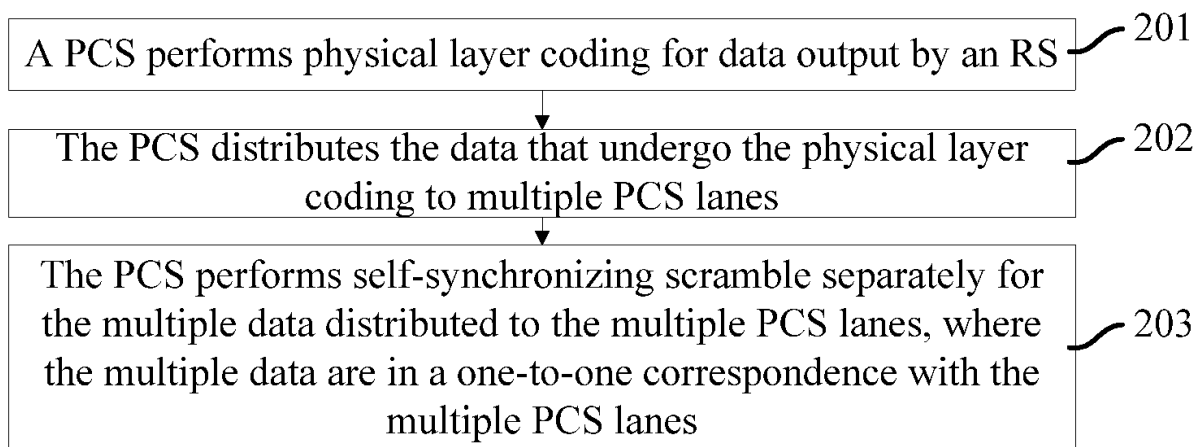 A PCS performs physical layer coding for data output by an RS
201
The PCS distributes the data that undergo the physical layer
coding to multiple PCS lanes
202
The PCS performs self-synchronizing scramble separately for
the multiple data distributed to the multiple PCS lanes, where
the multiple data are in a one-to-one correspondence with the
multiple PCS lanes
203